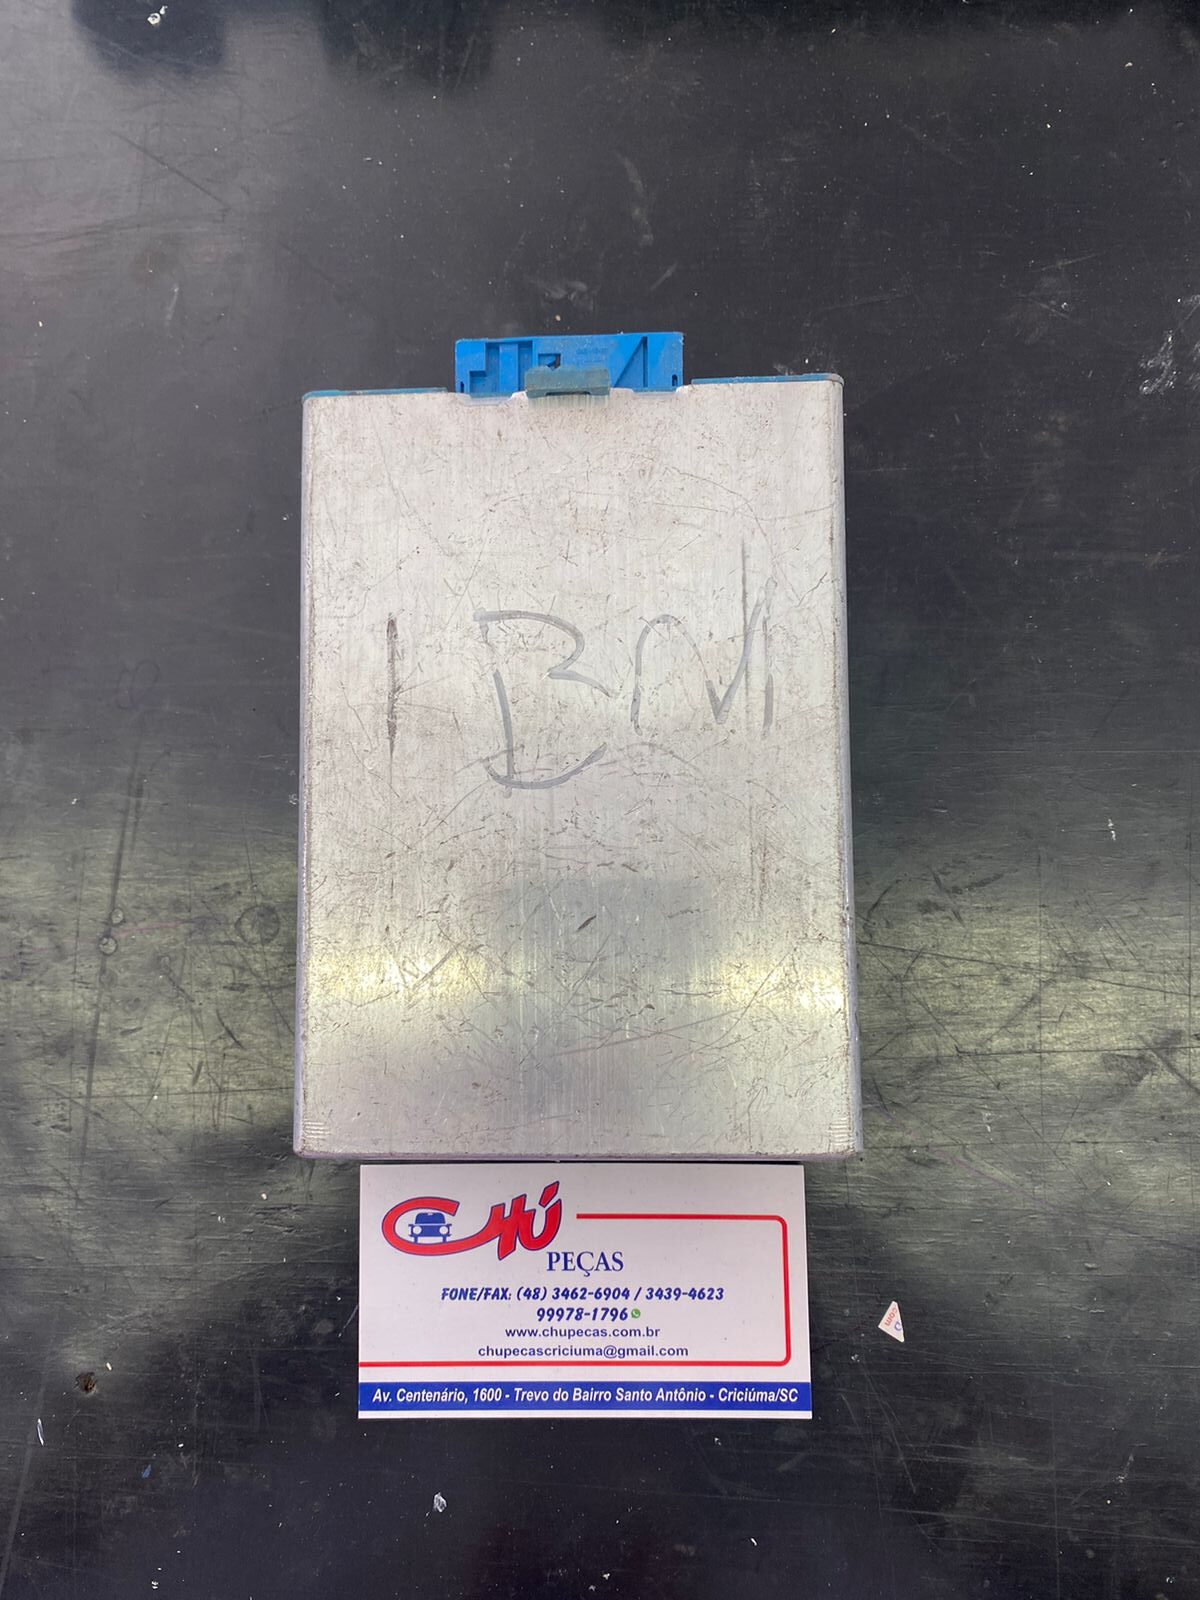 BM
CHÚ
PEÇAS
FONE/FAX: (48) 3462-6904 / 3439-4623
99978-1796
www.chupecas.com.br
chupecascriciuma@gmail.com
Av. Centenário, 1600 - Trevo do Bairro Santo Antônio - Criciúma/SC